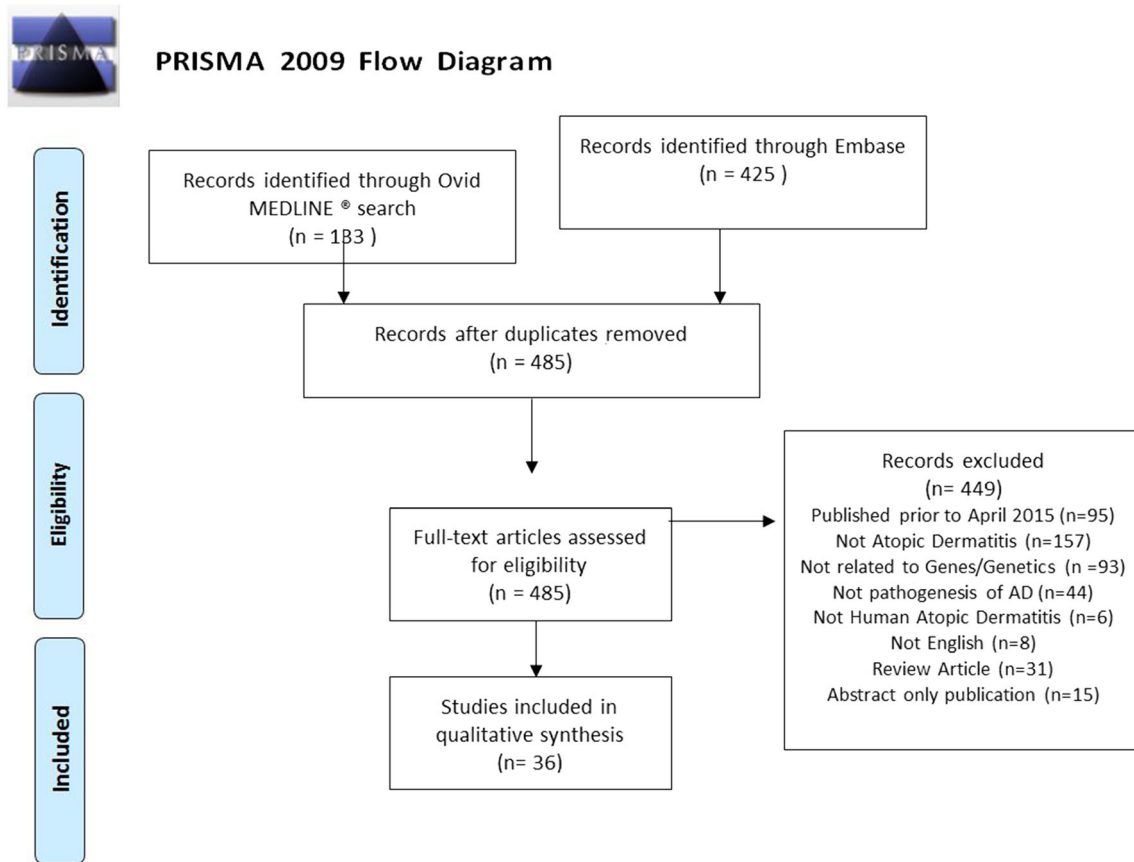 PRISMA
PRISMA 2009 Flow Diagram
Identification
Records identified through Ovid
MEDLINE ® search
(n = 133 )
Records identified through Embase
(n = 425 )
Records after duplicates removed
(n = 485)
Eligibility
Full-text articles assessed
for eligibility
(n = 485)
Records excluded
(n= 449)
Published prior to April 2015 (n=95)
Not Atopic Dermatitis (n=157)
Not related to Genes/Genetics (n =93)
Not pathogenesis of AD (n=44)
Not Human Atopic Dermatitis (n=6)
Not English (n=8)
Review Article (n=31)
Abstract only publication (n=15)
Included
Studies included in
qualitative synthesis
(n= 36)